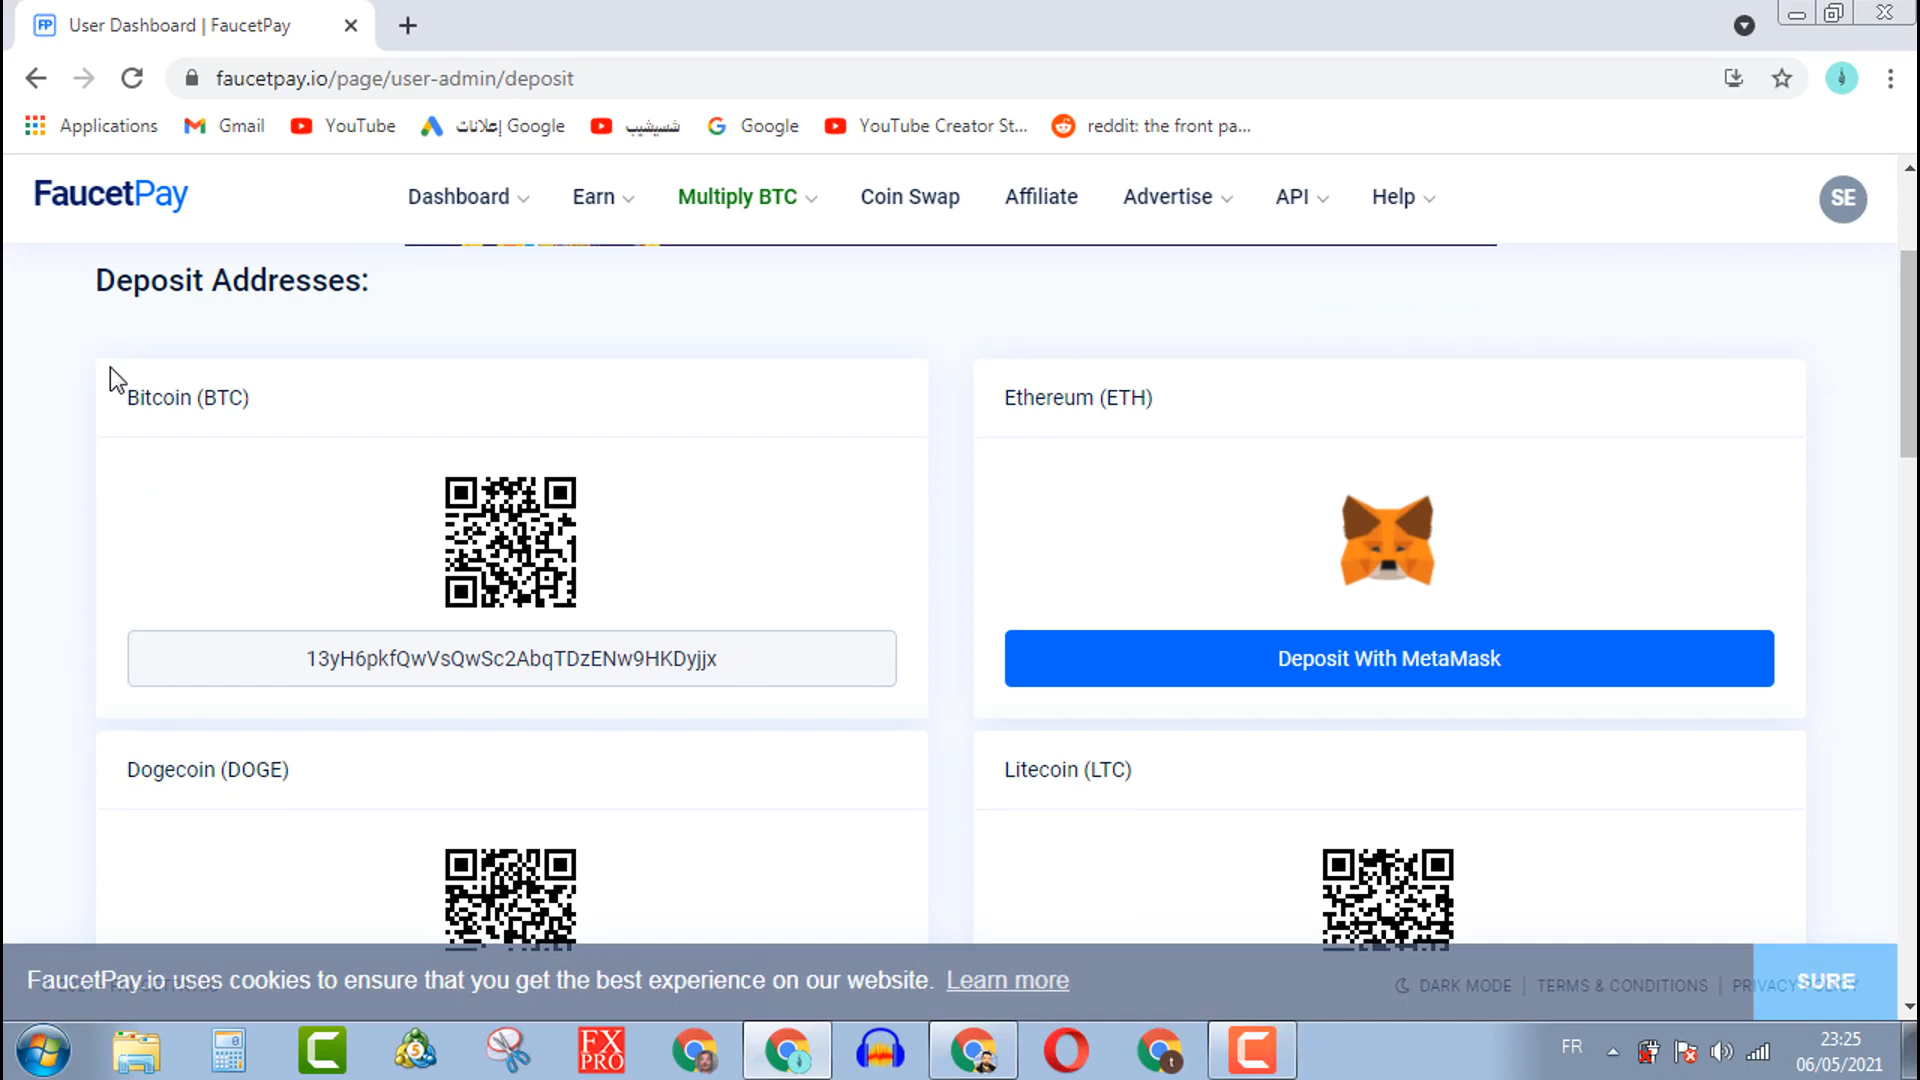 User Dashboard | FaucetPay
faucetpay.io/page/user-admin/deposit
Applications Gmail YouTube إعلانات Google شسيشيب Google YouTube Creator St... reddit: the front pa...
FaucetPay Dashboard Earn Multiply BTC Coin Swap Affiliate Advertise API Help SE
Deposit Addresses:
Bitcoin (BTC) Ethereum (ETH)
13yH6pkfQwVsQwSc2AbqTDzENw9HKDyjjx Deposit With MetaMask
Dogecoin (DOGE) Litecoin (LTC)
FaucetPay.io uses cookies to ensure that you get the best experience on our website. Learn more SURE
DARK MODE | TERMS & CONDITIONS |
FX PRO
FR 23:25
06/05/2021